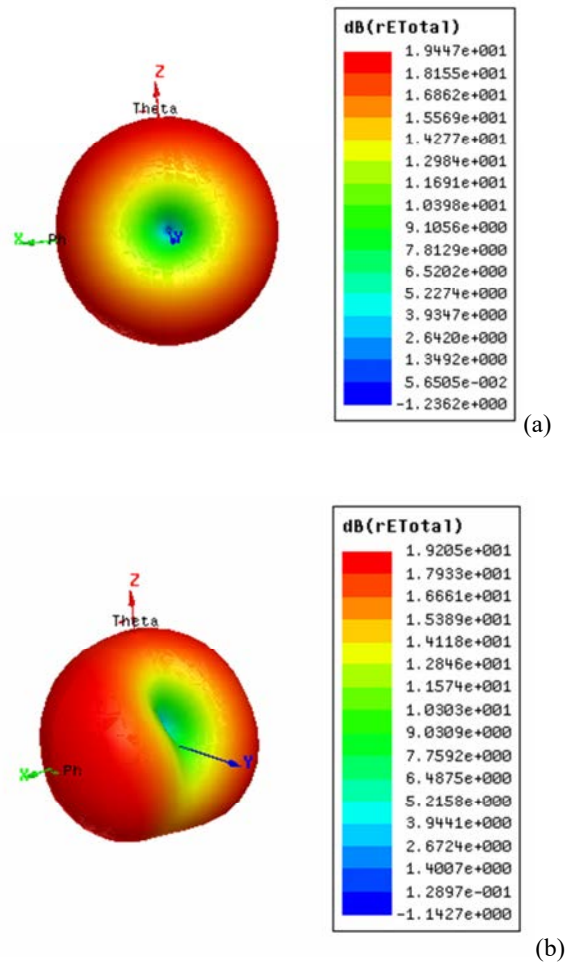 dB(rETotal)
1.9447e+001
1.8155e+001
1.6862e+001
1.5569e+001
1.4277e+001
1.2984e+001
1.1691e+001
1.0398e+001
9.1056e+000
7.8129e+000
6.5202e+000
5.2274e+000
3.9347e+000
2.6420e+000
1.3492e+000
5.6505e-002
-1.2362e+000
Z
Theta
X Ph Y
(a)
dB(rETotal)
1.9205e+001
1.7933e+001
1.6661e+001
1.5389e+001
1.4118e+001
1.2846e+001
1.1574e+001
1.0303e+001
9.0309e+000
7.7592e+000
6.4875e+000
5.2158e+000
3.9441e+000
2.6724e+000
1.4007e+000
1.2897e-001
-1.1427e+000
Z
Theta
X Ph Y
(b)